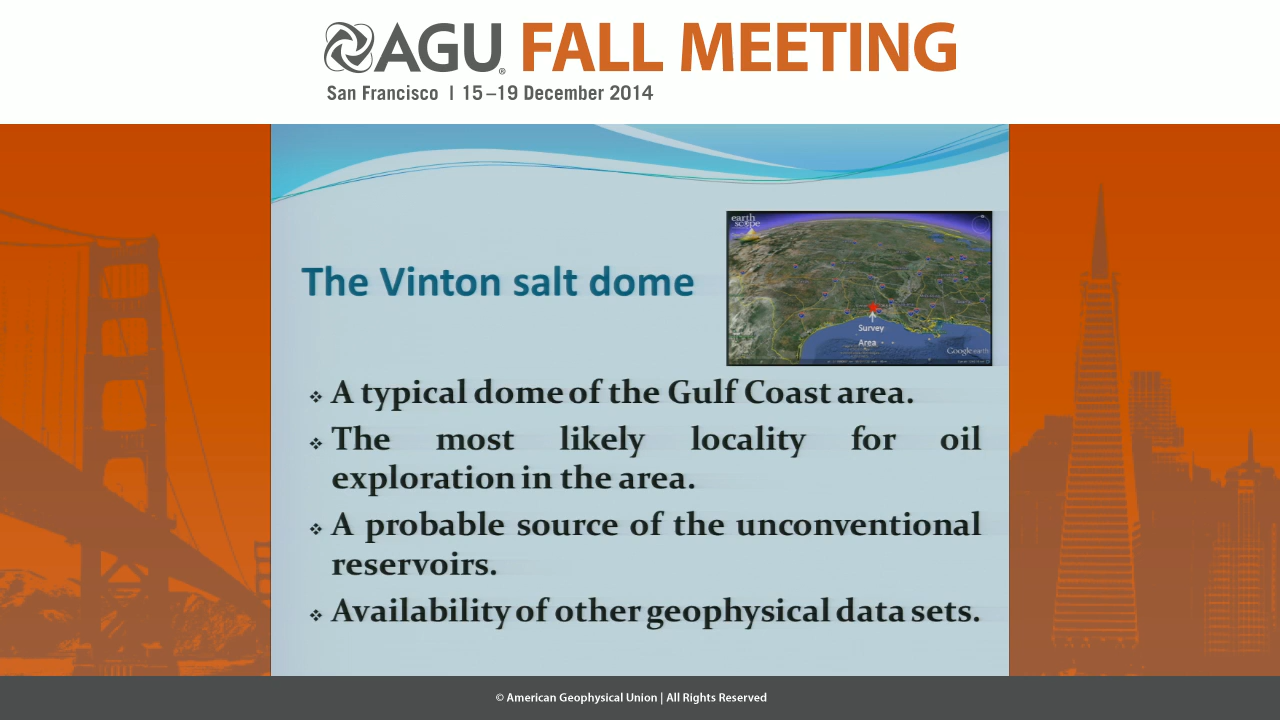 AGU FALL MEETING
San Francisco | 15–19 December 2014
earth
scope
The Vinton salt dome
Survey
Area
Google earth
❖ A typical dome of the Gulf Coast area.
❖ The most likely locality for oil
exploration in the area.
❖ A probable source of the unconventional
reservoirs.
❖ Availability of other geophysical data sets.
© American Geophysical Union | All Rights Reserved